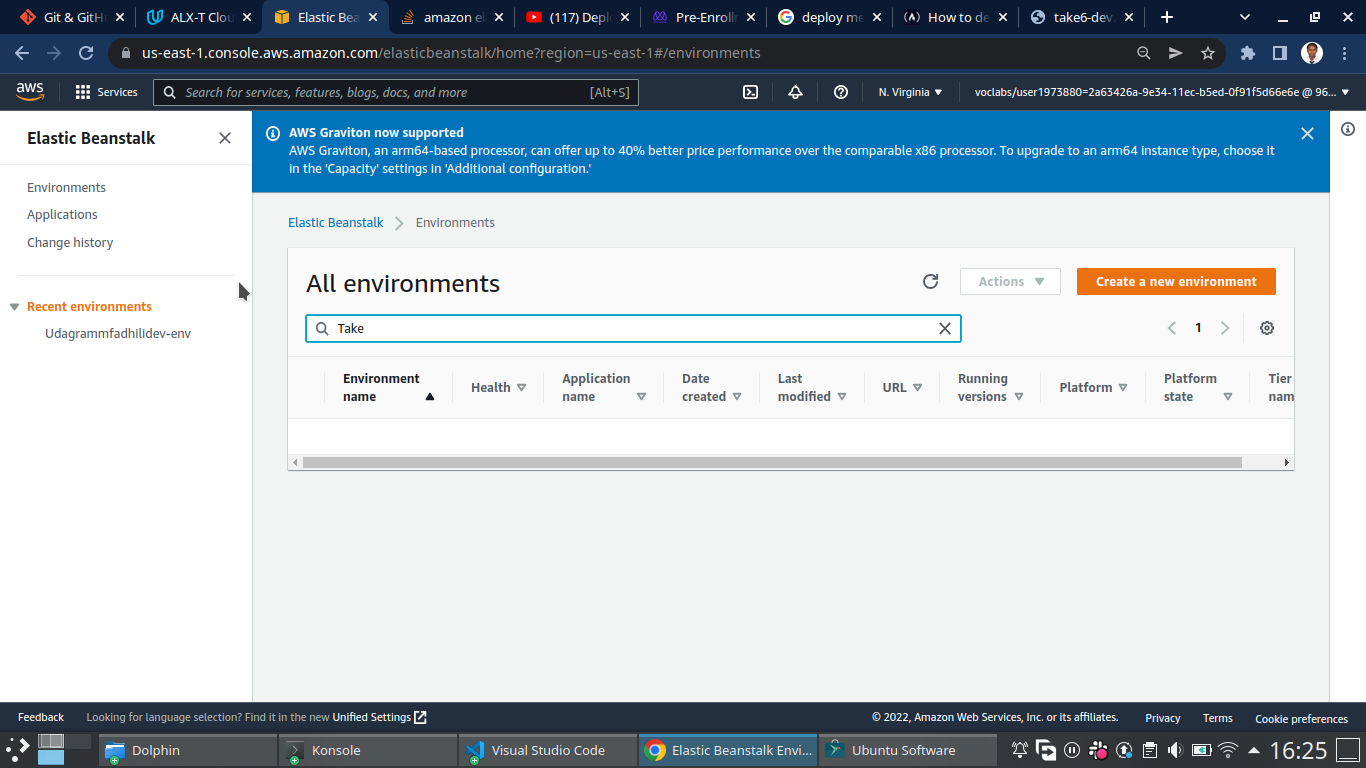 Git & GitH
ALX-T Clou
Elastic Bea
amazon el
(117) Depl
Pre-Enrolln
deploy me
How to de
take6-dev.
us-east-1.console.aws.amazon.com/elasticbeanstalk/home?region=us-east-1#/environments
aws
Services
Search for services, features, blogs, docs, and more
[Alt+S]
N. Virginia
voclabs/user1973880=2a63426a-9e34-11ec-b5ed-0f91f5d66e6e @ 96...
Elastic Beanstalk
Environments
Applications
Change history
Recent environments
Udagrammfadhilidev-env
AWS Graviton now supported
AWS Graviton, an arm64-based processor, can offer up to 40% better price performance over the comparable x86 processor. To upgrade to an arm64 instance type, choose it
in the 'Capacity' settings in 'Additional configuration.'
Elastic Beanstalk
Environments
All environments
Actions
Create a new environment
Take
1
Environment
name
Health
Application
name
Date
created
Last
modified
URL
Running
versions
Platform
Platform
state
Tier
nam
Feedback
Looking for language selection? Find it in the new Unified Settings
© 2022, Amazon Web Services, Inc. or its affiliates.
Privacy
Terms
Cookie preferences
Dolphin
Konsole
Visual Studio Code
Elastic Beanstalk Envi...
Ubuntu Software
16:25